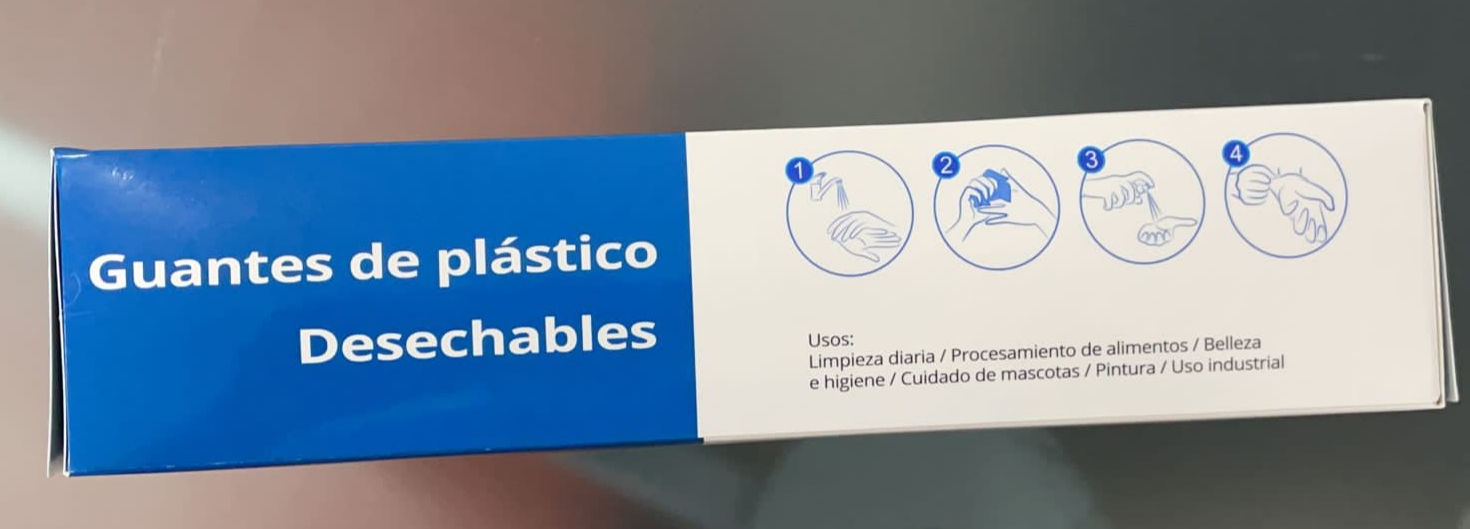 Guantes de plástico
Desechables
1
2
3
4
Usos:
Limpieza diaria / Procesamiento de alimentos / Belleza
e higiene / Cuidado de mascotas / Pintura / Uso industrial